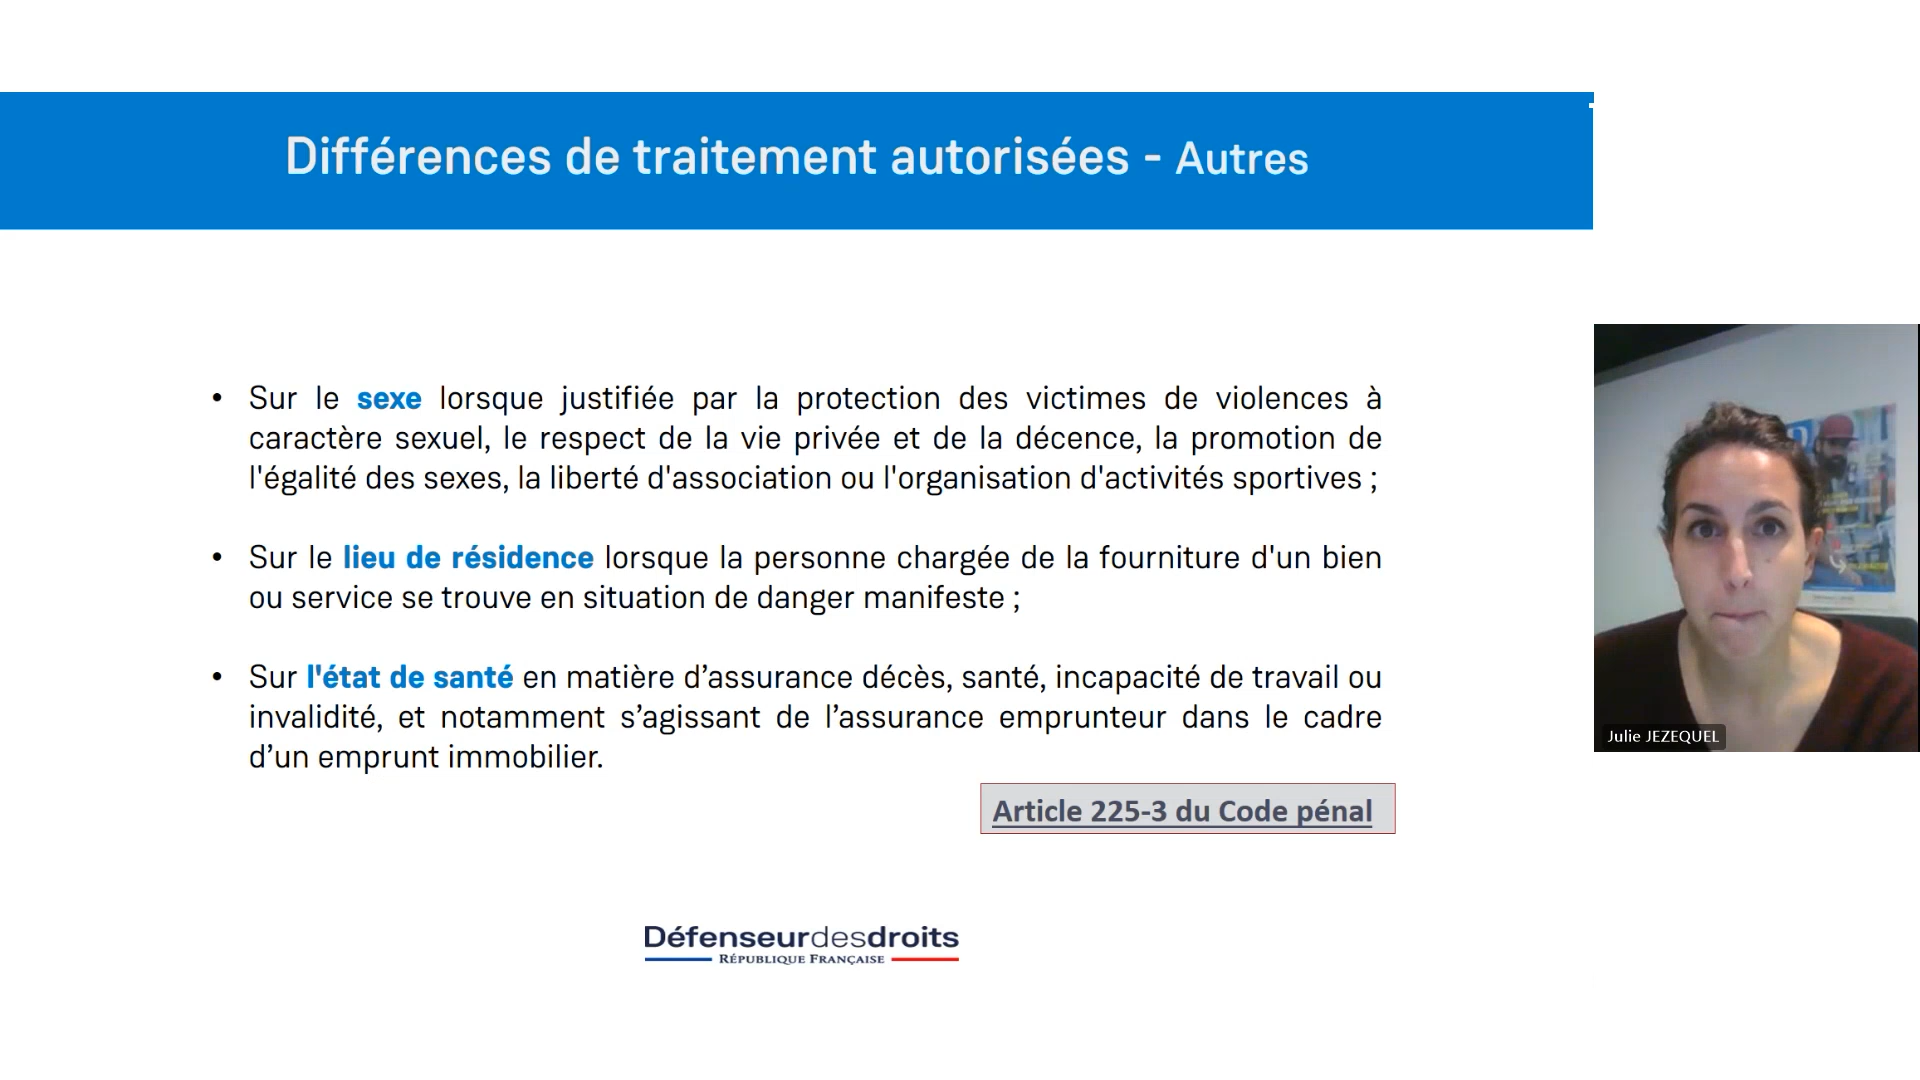 Différences de traitement autorisées - Autres
• Sur le sexe lorsque justifiée par la protection des victimes de violences à
caractère sexuel, le respect de la vie privée et de la décence, la promotion de
l'égalité des sexes, la liberté d'association ou l'organisation d'activités sportives ;
• Sur le lieu de résidence lorsque la personne chargée de la fourniture d'un bien
ou service se trouve en situation de danger manifeste ;
• Sur l'état de santé en matière d’assurance décès, santé, incapacité de travail ou
invalidité, et notamment s’agissant de l’assurance emprunteur dans le cadre
d’un emprunt immobilier.
Article 225-3 du Code pénal
Défenseurdesdroits
RÉPUBLIQUE FRANÇAISE
Julie JEZEQUEL